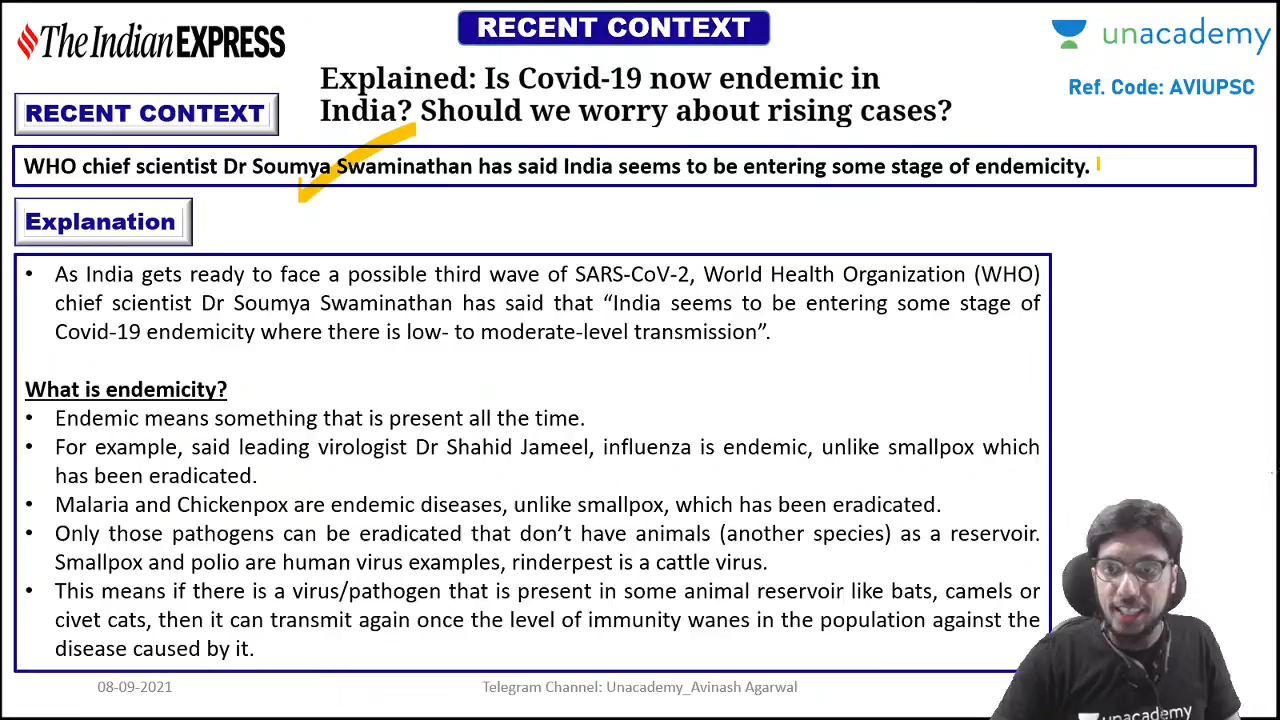 The Indian EXPRESS
RECENT CONTEXT
unacademy
Ref. Code: AVIUPSC
Explained: Is Covid-19 now endemic in
India? Should we worry about rising cases?
RECENT CONTEXT
WHO chief scientist Dr Soumya Swaminathan has said India seems to be entering some stage of endemicity.
Explanation
• As India gets ready to face a possible third wave of SARS-CoV-2, World Health Organization (WHO)
chief scientist Dr Soumya Swaminathan has said that “India seems to be entering some stage of
Covid-19 endemicity where there is low- to moderate-level transmission”.
What is endemicity?
• Endemic means something that is present all the time.
• For example, said leading virologist Dr Shahid Jameel, influenza is endemic, unlike smallpox which
has been eradicated.
• Malaria and Chickenpox are endemic diseases, unlike smallpox, which has been eradicated.
• Only those pathogens can be eradicated that don’t have animals (another species) as a reservoir.
Smallpox and polio are human virus examples, rinderpest is a cattle virus.
• This means if there is a virus/pathogen that is present in some animal reservoir like bats, camels or
civet cats, then it can transmit again once the level of immunity wanes in the population against the
disease caused by it.
08-09-2021
Telegram Channel: Unacademy_Avinash Agarwal
unacademy